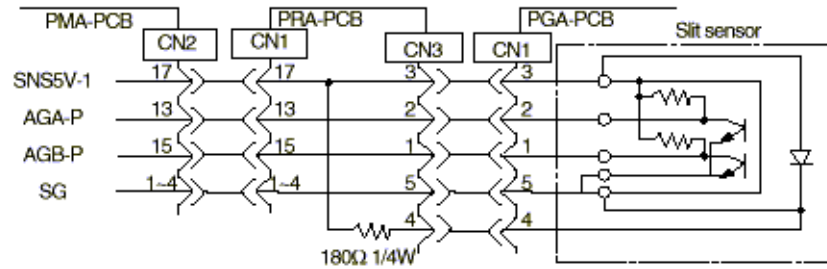 PMA-PCB PRA-PCB PGA-PCB
CN2 CN1 CN3 CN1 Slit sensor
SNS5V-1 17 17 3 3
AGA-P 13 13 2 2
AGB-P 15 15 1 1
SG 1~4 1~4 5 5
4 4
180Ω 1/4W